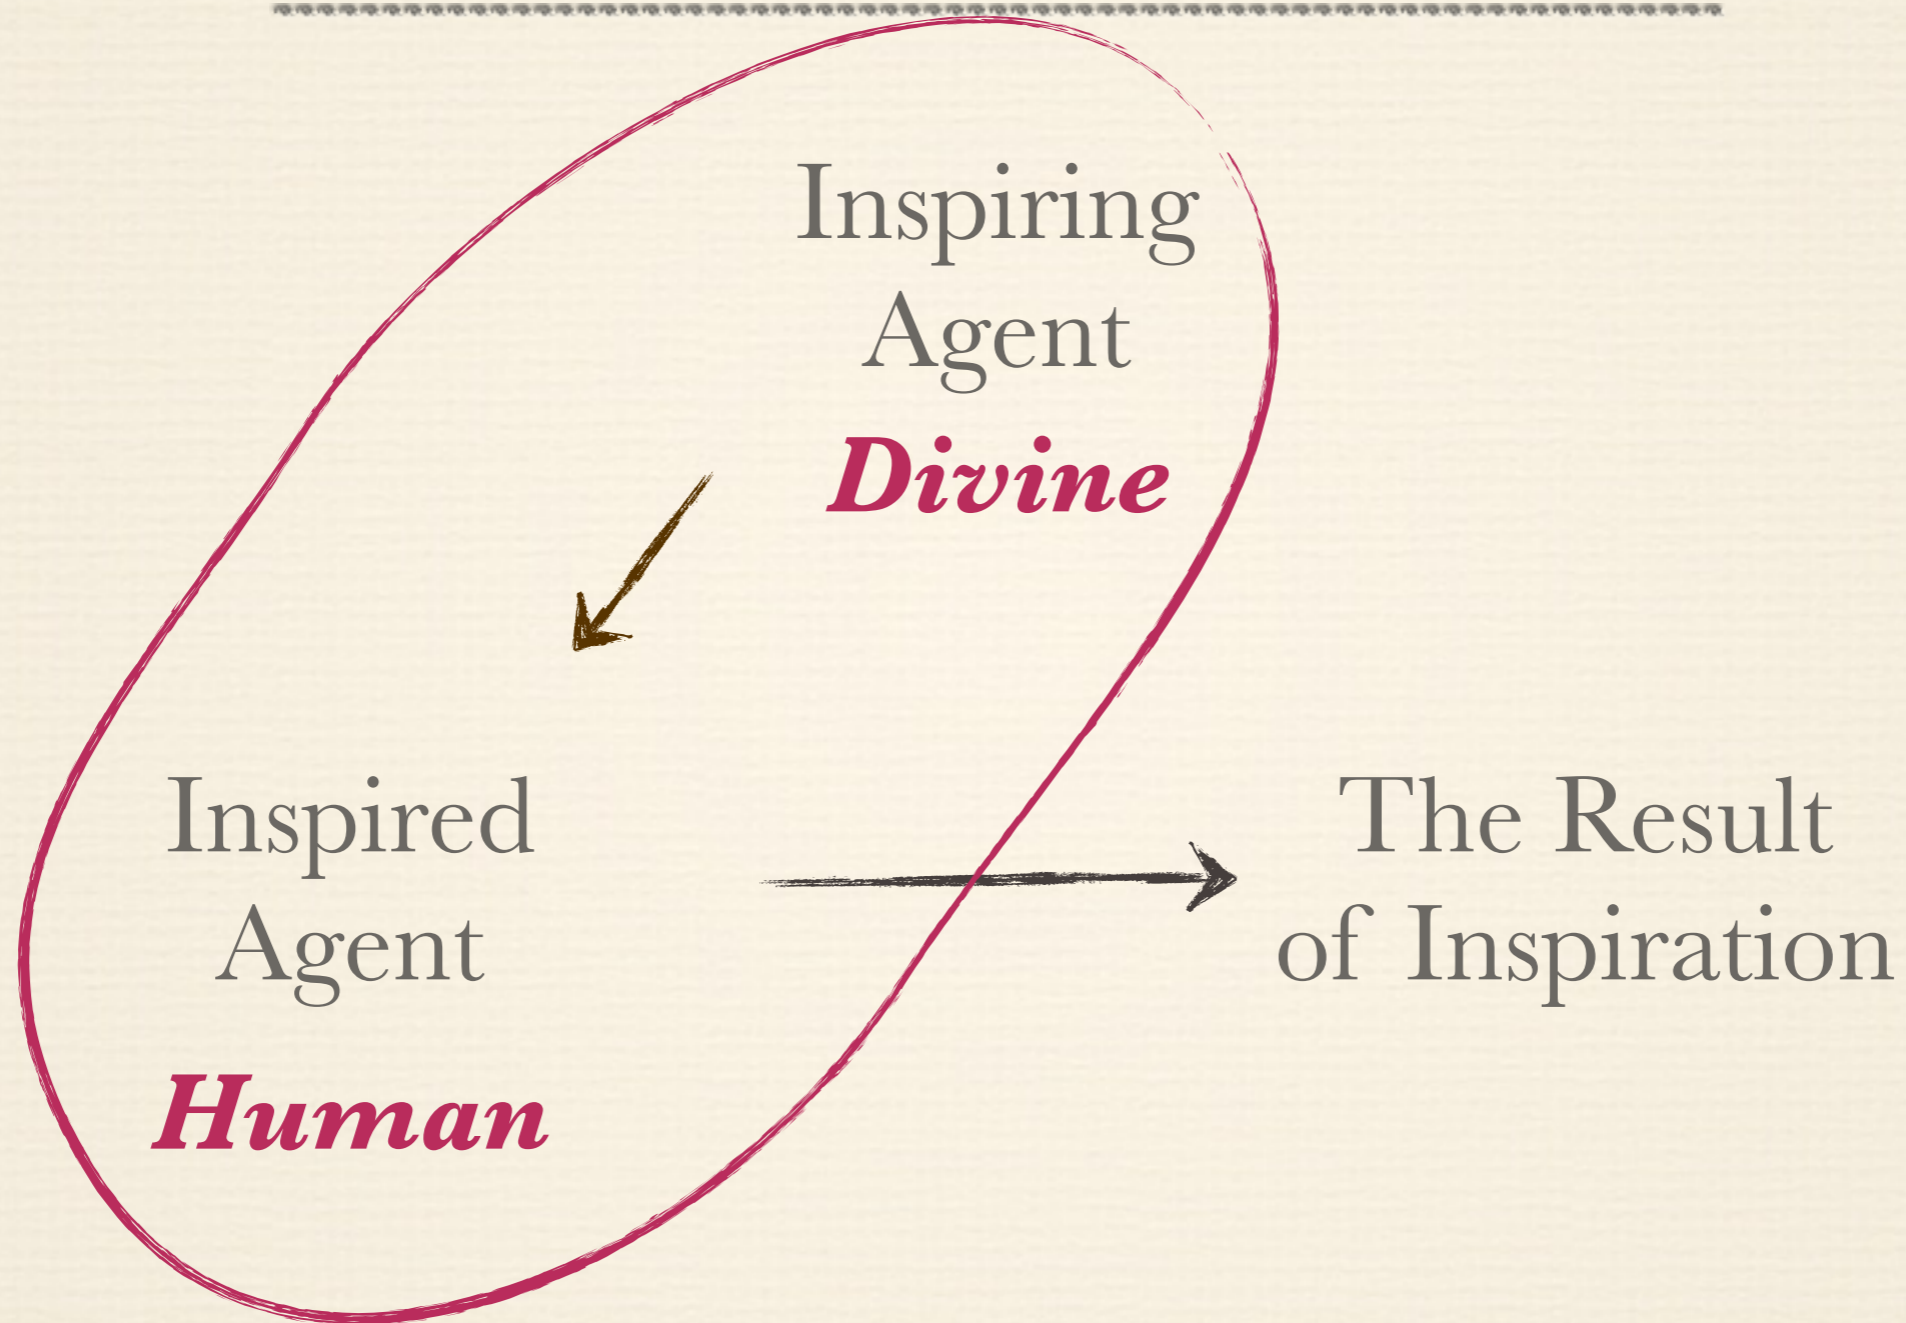 Inspiring
Agent
Divine
Inspired
Agent
Human
The Result
of Inspiration